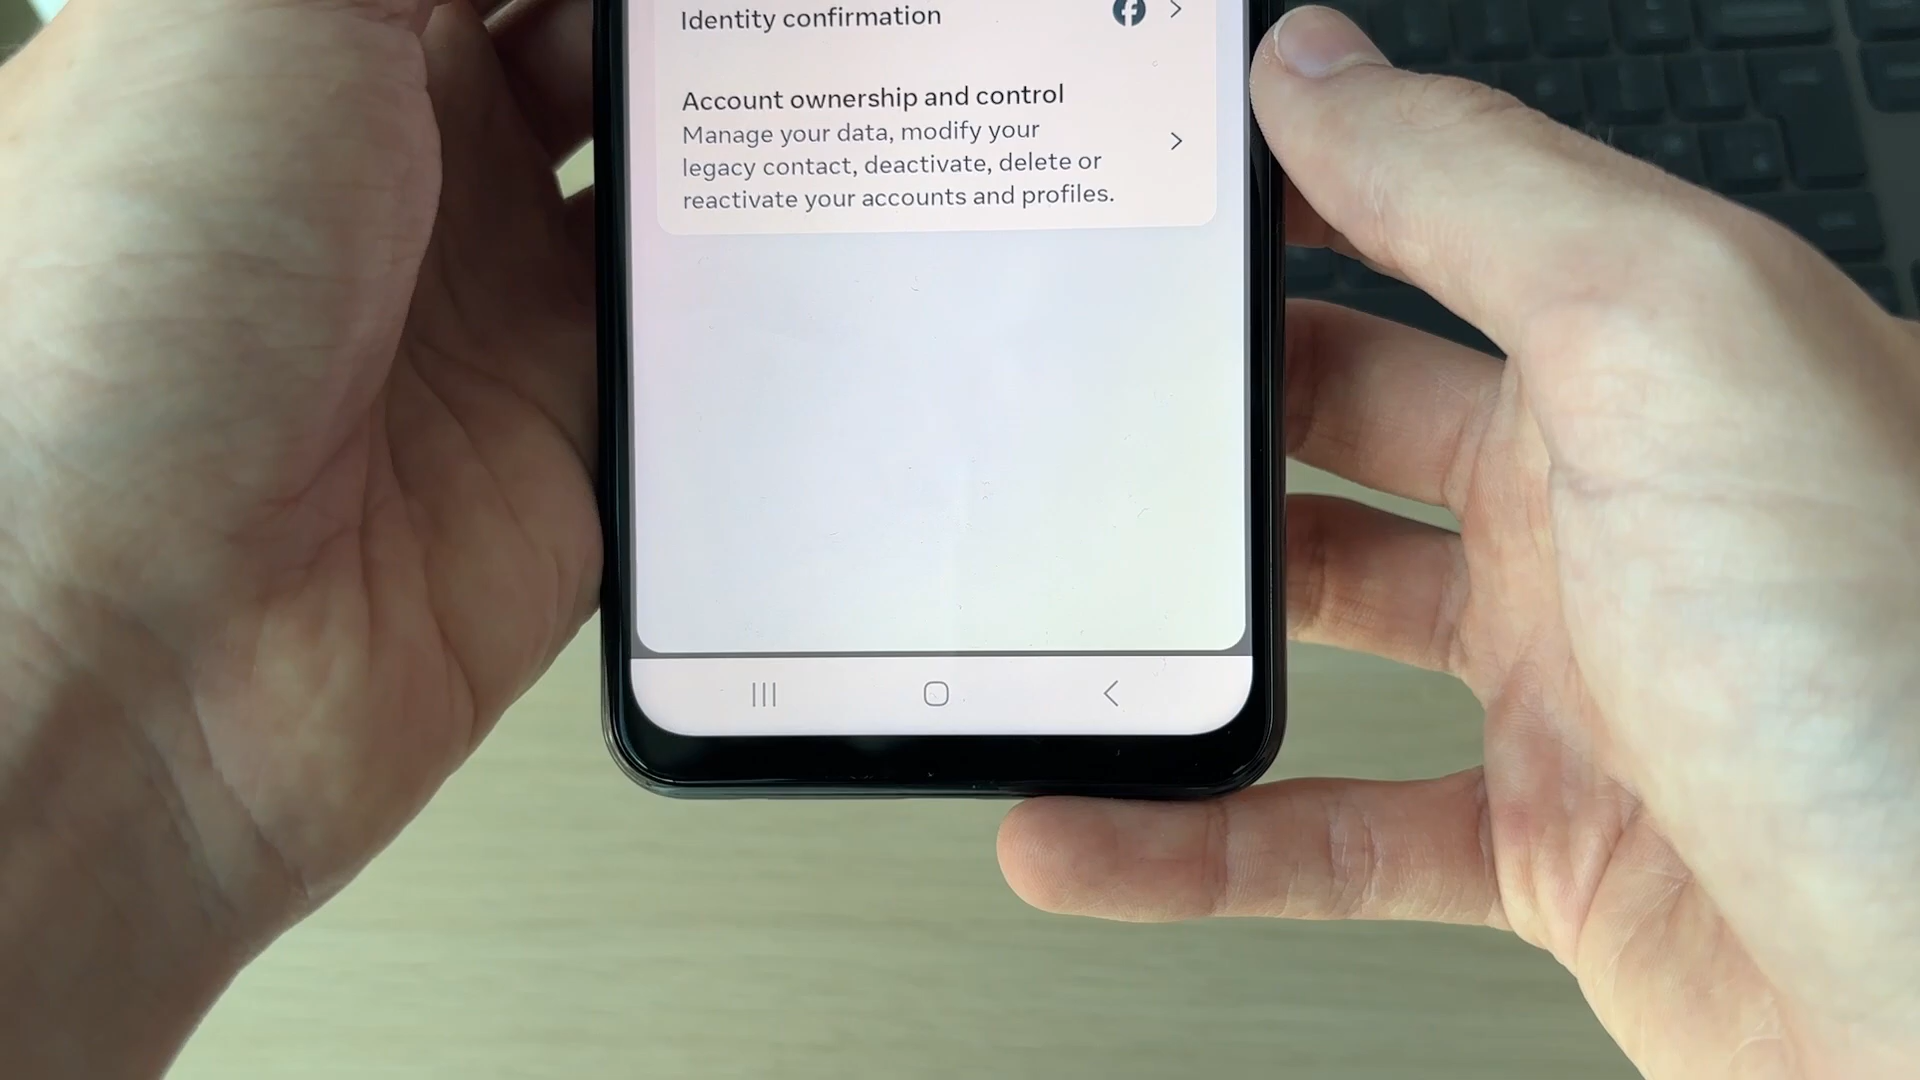 Identity confirmation
Account ownership and control
Manage your data, modify your
legacy contact, deactivate, delete or
reactivate your accounts and profiles.